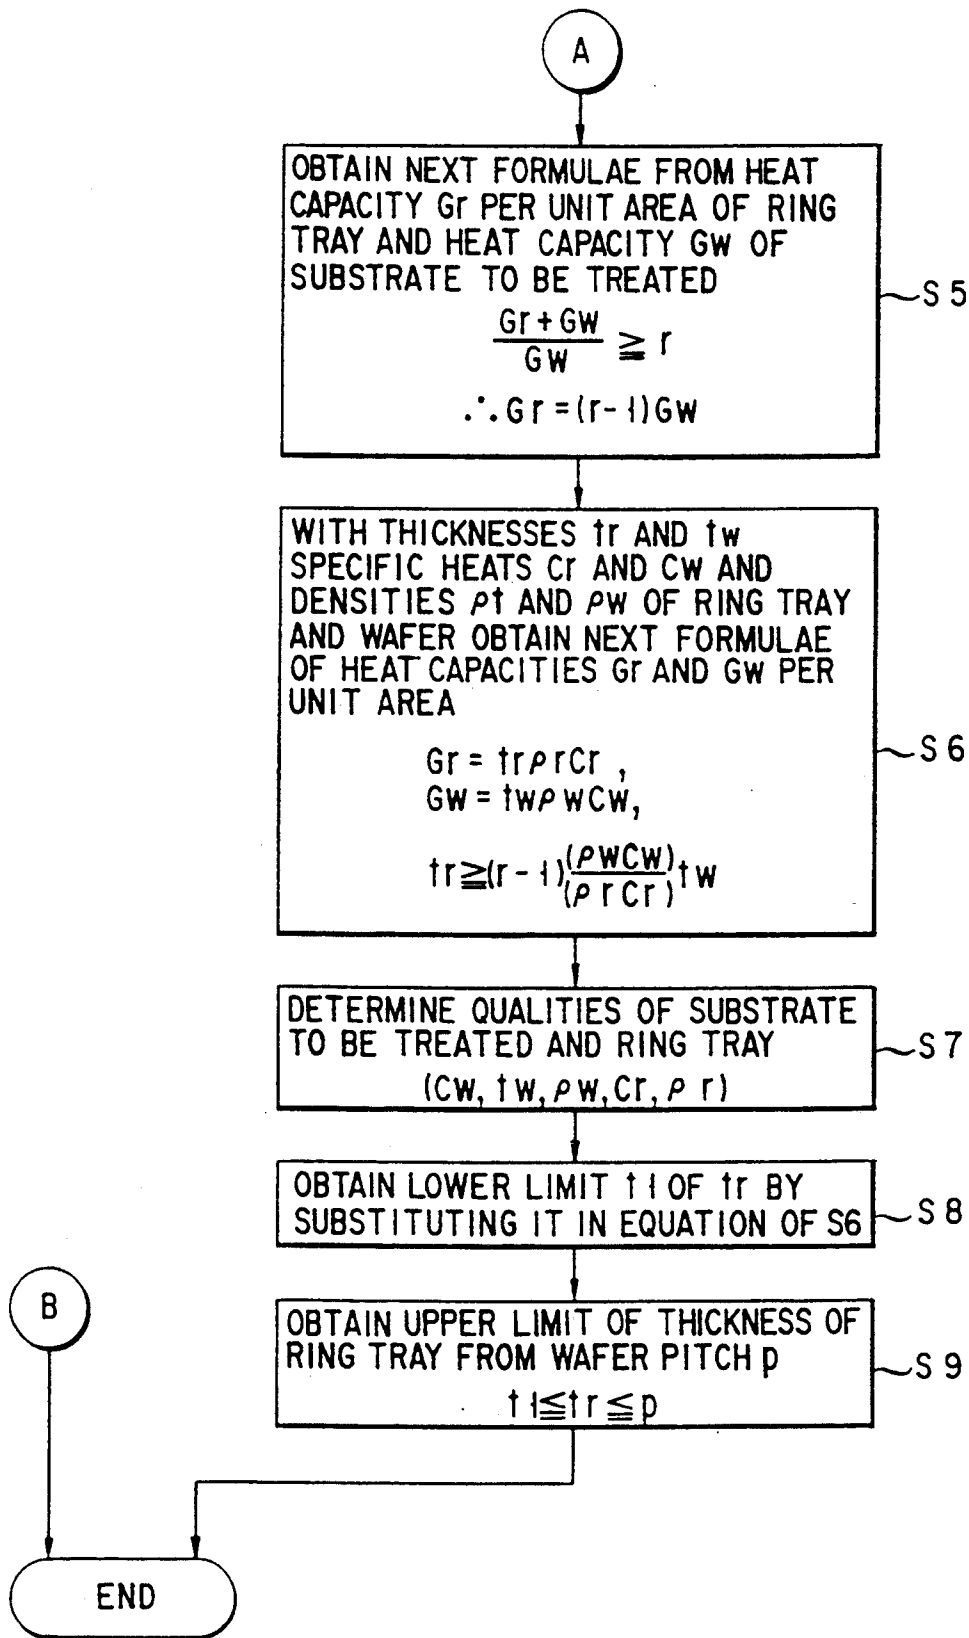 A
OBTAIN NEXT FORMULAE FROM HEAT
CAPACITY Gr PER UNIT AREA OF RING
TRAY AND HEAT CAPACITY GW OF
SUBSTRATE TO BE TREATED
Gr + GW
GW
≧ r
∴ Gr = (r-1)GW
S5
WITH THICKNESSES tr AND tw
SPECIFIC HEATS Cr AND CW AND
DENSITIES ρt AND ρw OF RING TRAY
AND WAFER OBTAIN NEXT FORMULAE
OF HEAT CAPACITIES Gr AND GW PER
UNIT AREA
Gr = trρrCr ,
GW = twρwCw,
tr≧(r-1)(ρwCw)/(ρrCr)tw
S6
DETERMINE QUALITIES OF SUBSTRATE
TO BE TREATED AND RING TRAY
(CW, tw, ρw, Cr, ρr)
S7
OBTAIN LOWER LIMIT t1 OF tr BY
SUBSTITUTING IT IN EQUATION OF S6
S8
B
OBTAIN UPPER LIMIT OF THICKNESS OF
RING TRAY FROM WAFER PITCH p
t1≦tr≦p
S9
END